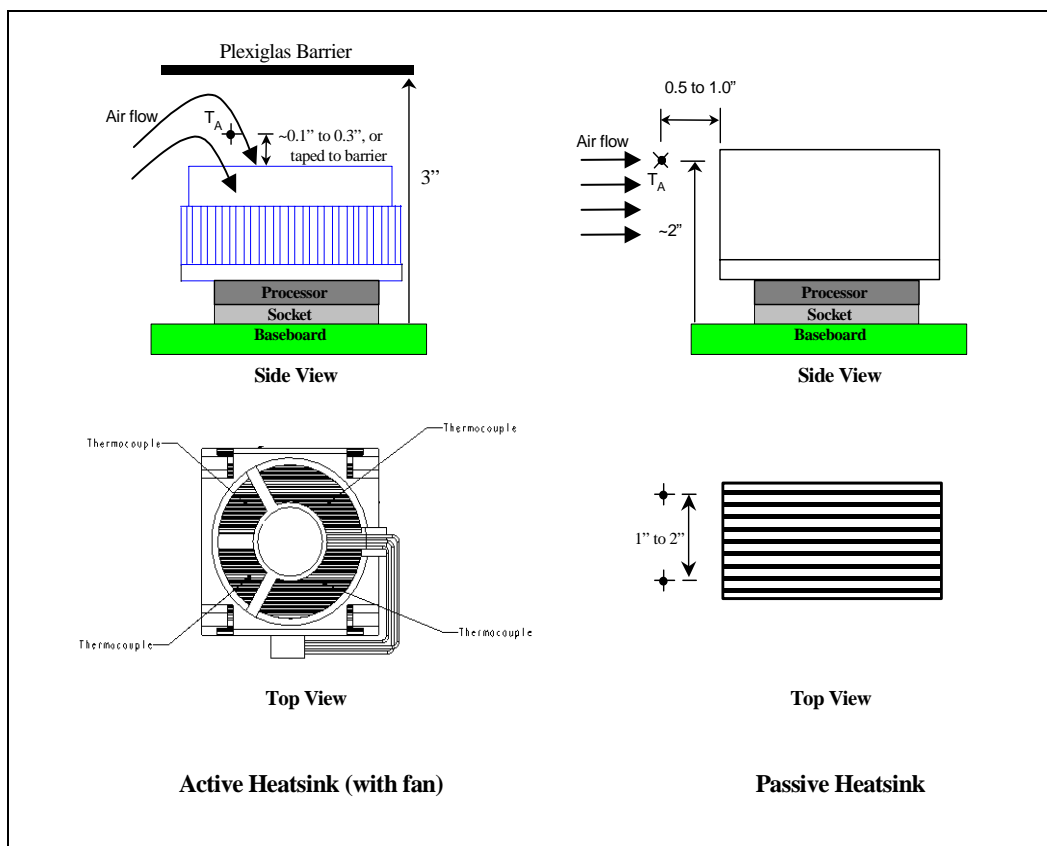 Plexiglas Barrier
Air flow
T_A
~0.1” to 0.3”, or
taped to barrier
3”
Processor
Socket
Baseboard
Side View
0.5 to 1.0”
Air flow
T_A
~2”
Processor
Socket
Baseboard
Side View
Thermocouple
Thermocouple
Thermocouple
Thermocouple
Top View
1” to 2”
Top View
Active Heatsink (with fan)
Passive Heatsink